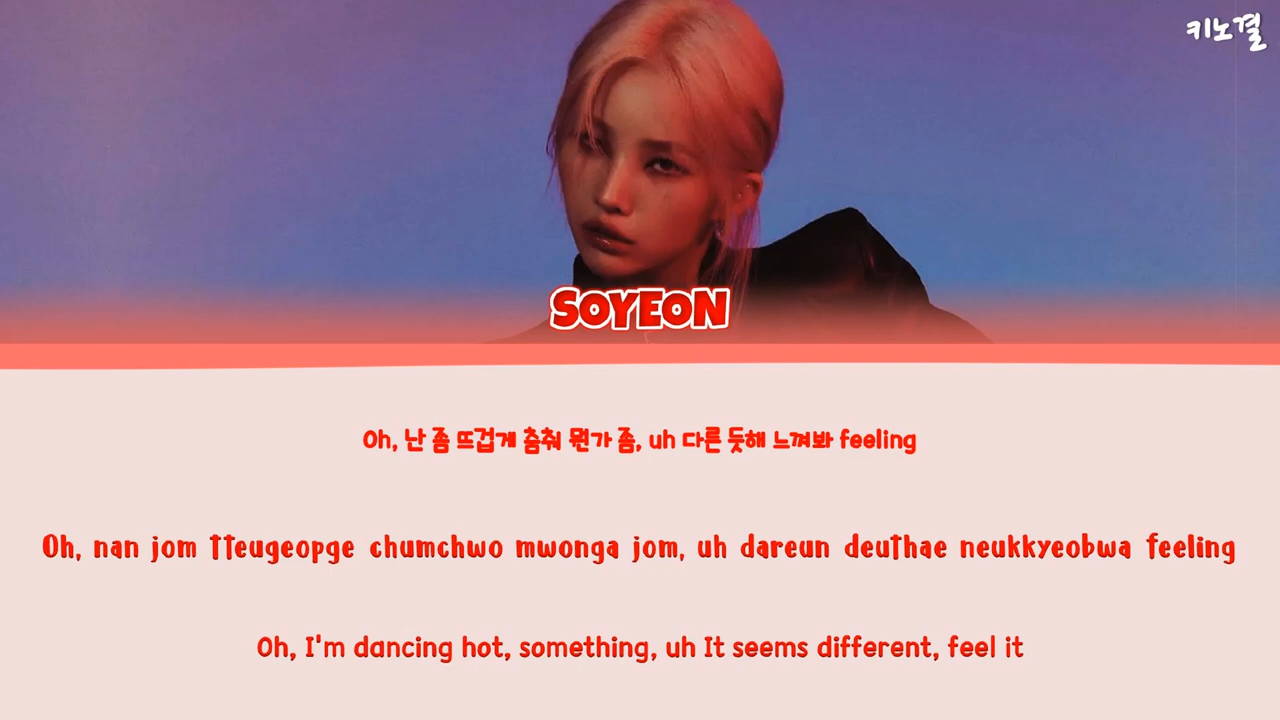 키노결
SOYEON
Oh, 난 좀 뜨겁게 춤춰 뭔가 좀, uh 다른 듯해 느껴봐 feeling
Oh, nan jom tteugeopge chumchwo mwonga jom, uh dareun deuthae neukkyeobwa feeling
Oh, I'm dancing hot, something, uh It seems different, feel it